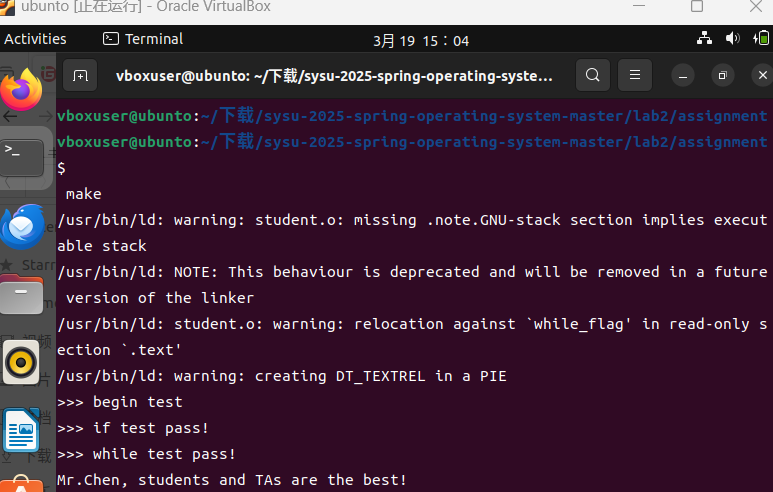 ubunto [正在运行] - Oracle VirtualBox
Activities
Terminal
3月 19 15：04
vboxuser@ubunto: ~/下载/sysu-2025-spring-operating-syste...
vboxuser@ubunto:~/下载/sysu-2025-spring-operating-system-master/lab2/assignment
vboxuser@ubunto:~/下载/sysu-2025-spring-operating-system-master/lab2/assignment
$
make
/usr/bin/ld: warning: student.o: missing .note.GNU-stack section implies execut
able stack
/usr/bin/ld: NOTE: This behaviour is deprecated and will be removed in a future
version of the linker
/usr/bin/ld: student.o: warning: relocation against `while_flag' in read-only s
ection `.text'
/usr/bin/ld: warning: creating DT_TEXTREL in a PIE
>>> begin test
>>> if test pass!
>>> while test pass!
Mr.Chen, students and TAs are the best!